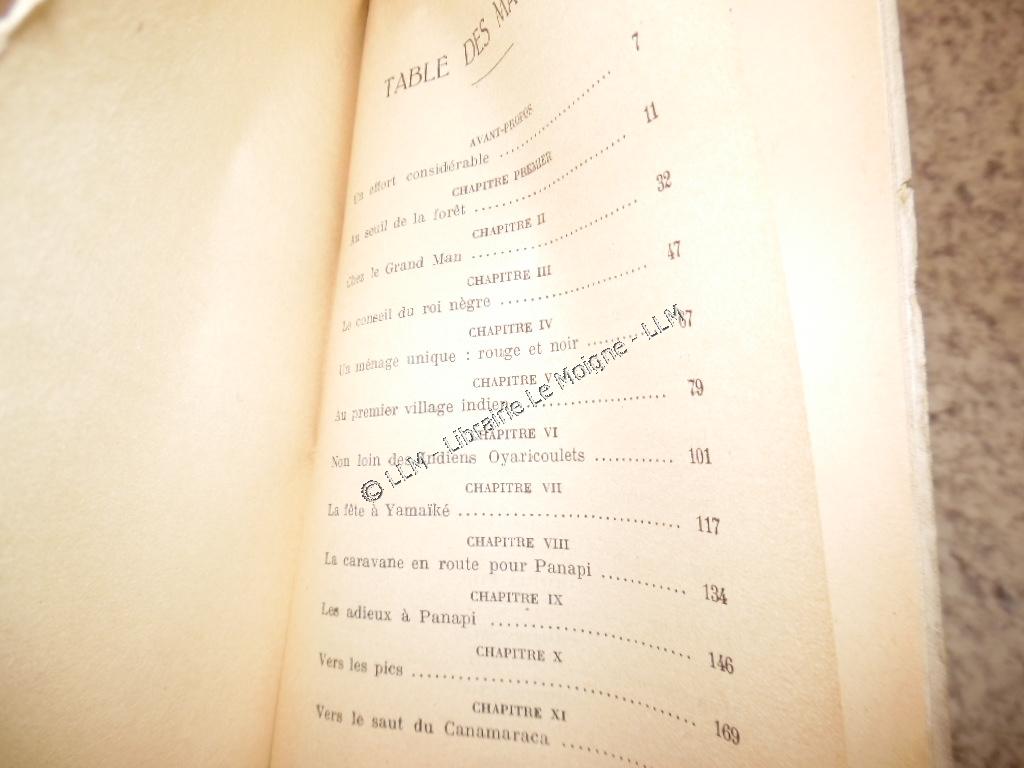 TABLE DES MA
AVANT-PROPOS
Un effort considérable .......... 7
CHAPITRE PREMIER
Au seuil de la forêt .......... 11
CHAPITRE II
Chez le Grand Man .......... 32
CHAPITRE III
Le conseil du roi nègre .......... 47
CHAPITRE IV
Un ménage unique : rouge et noir .......... 67
CHAPITRE V
Au premier village indien .......... 79
CHAPITRE VI
Non loin des Indiens Oyaricoulets .......... 101
CHAPITRE VII
La fête à Yamaïké .......... 117
CHAPITRE VIII
La caravane en route pour Panapi .......... 134
CHAPITRE IX
Les adieux à Panapi .......... 146
CHAPITRE X
Vers les pics .......... 169
CHAPITRE XI
Vers le saut du Canamaraca ..........
© LLM - Librairie Le Moigne - LLM